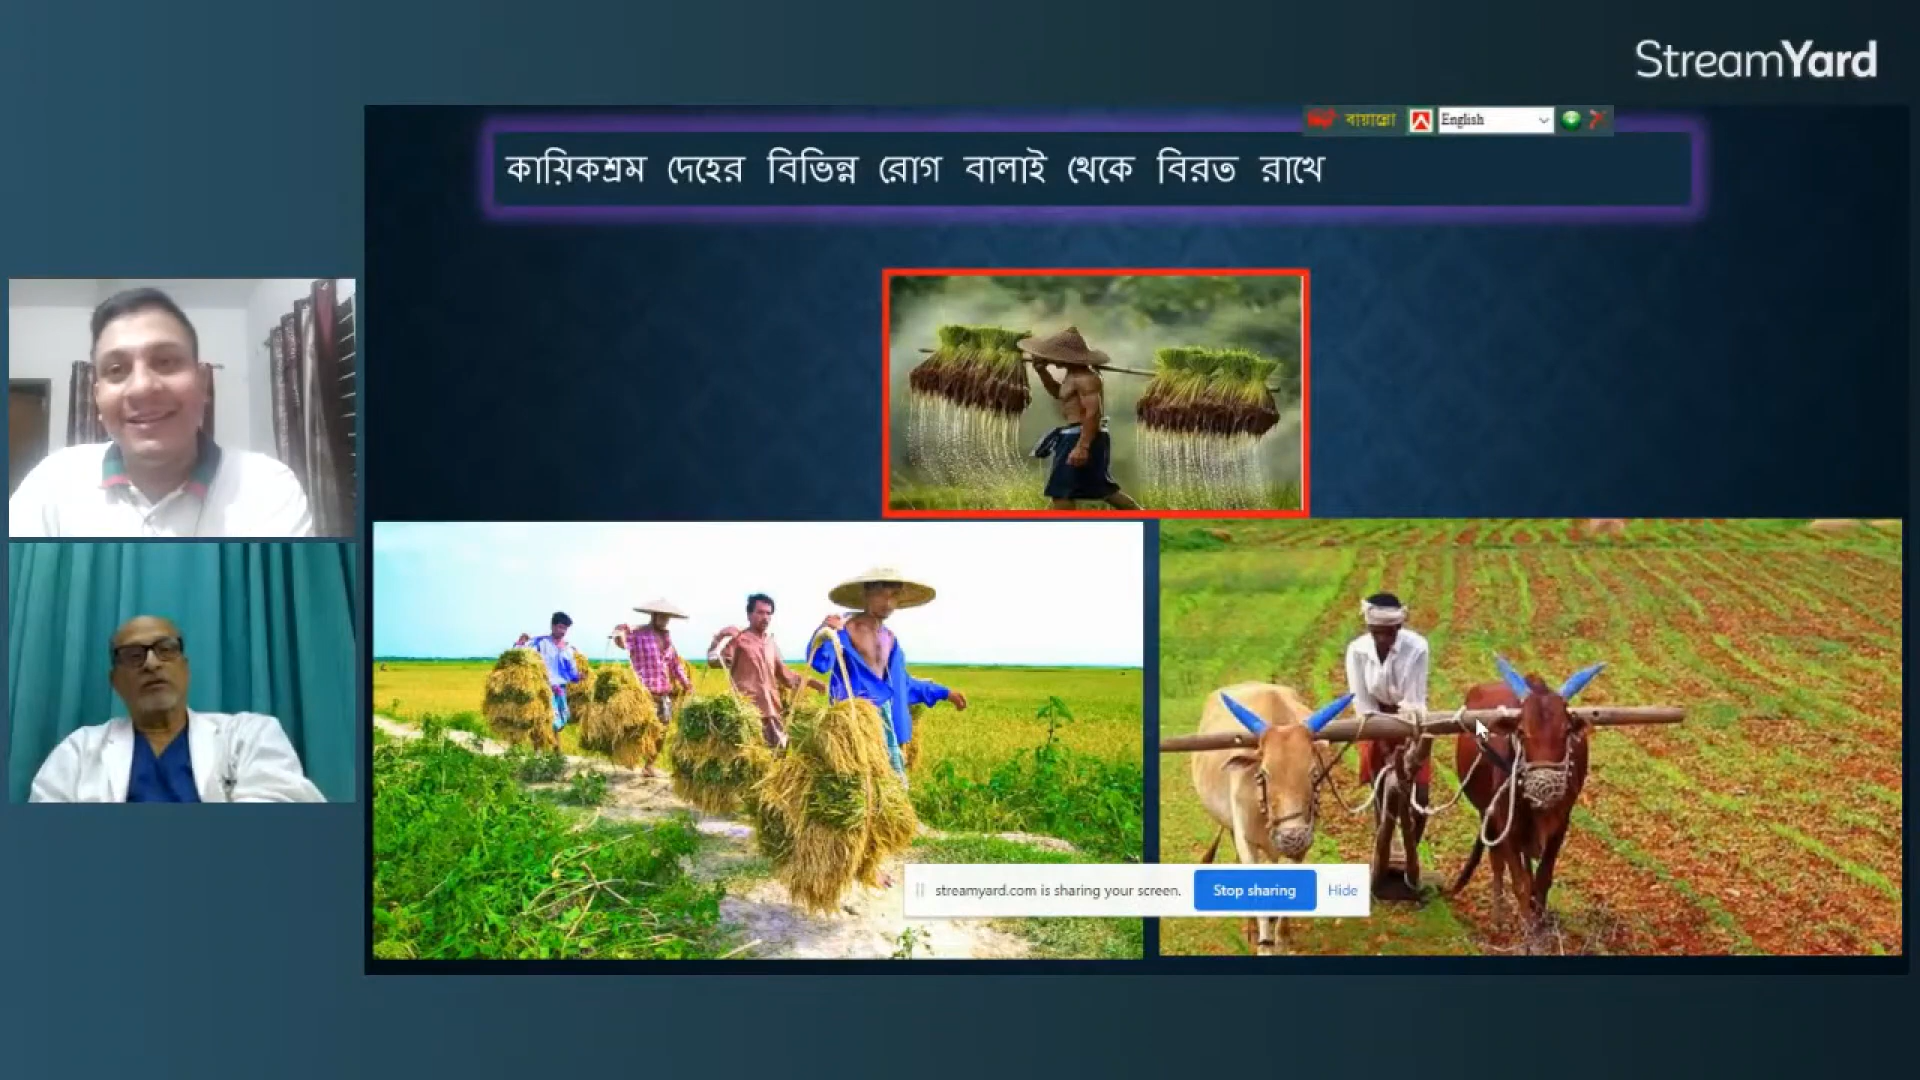 StreamYard
বায়ান্নো
English
কায়িকশ্রম দেহের বিভিন্ন রোগ বালাই থেকে বিরত রাখে
streamyard.com is sharing your screen.
Stop sharing
Hide